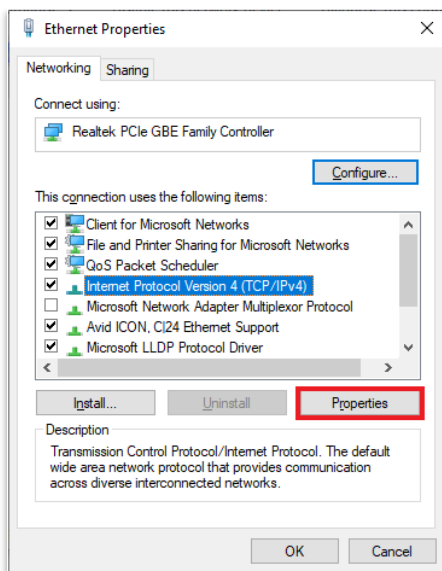 Ethernet Properties
Networking
Sharing
Connect using:
Realtek PCIe GBE Family Controller
Configure...
This connection uses the following items:
Client for Microsoft Networks
File and Printer Sharing for Microsoft Networks
QoS Packet Scheduler
Internet Protocol Version 4 (TCP/IPv4)
Microsoft Network Adapter Multiplexor Protocol
Avid ICON, C|24 Ethernet Support
Microsoft LLDP Protocol Driver
Install...
Uninstall
Properties
Description
Transmission Control Protocol/Internet Protocol. The default
wide area network protocol that provides communication
across diverse interconnected networks.
OK
Cancel